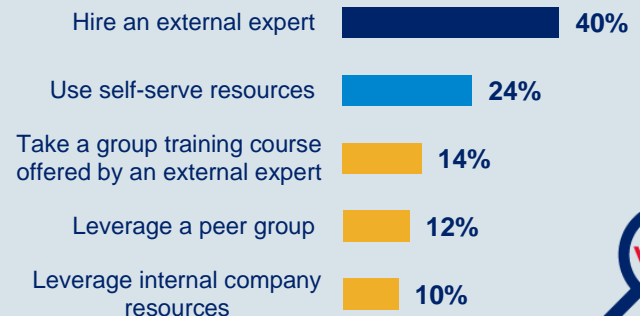 Hire an external expert 40%
Use self-serve resources 24%
Take a group training course
offered by an external expert 14%
Leverage a peer group 12%
Leverage internal company
resources 10%